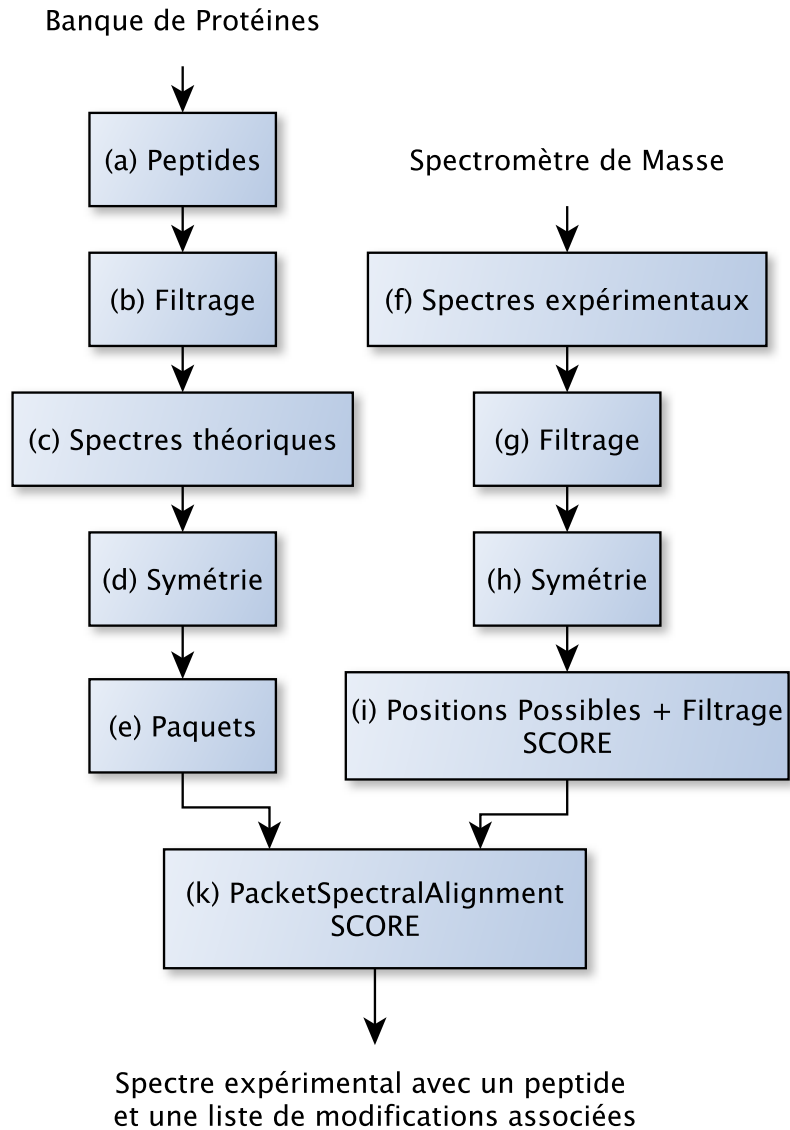 Banque de Protéines
(a) Peptides
(b) Filtrage
(c) Spectres théoriques
(d) Symétrie
(e) Paquets
Spectromètre de Masse
(f) Spectres expérimentaux
(g) Filtrage
(h) Symétrie
(i) Positions Possibles + Filtrage
SCORE
(k) PacketSpectralAlignment
SCORE
Spectre expérimental avec un peptide
et une liste de modifications associées